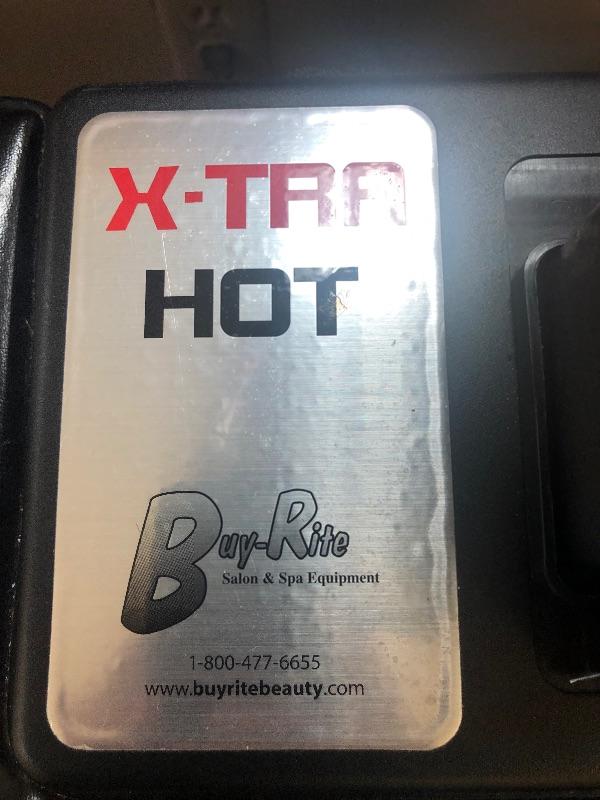 X-TRA
HOT
Buy-Rite
Salon & Spa Equipment
1-800-477-6655
www.buyritebeauty.com